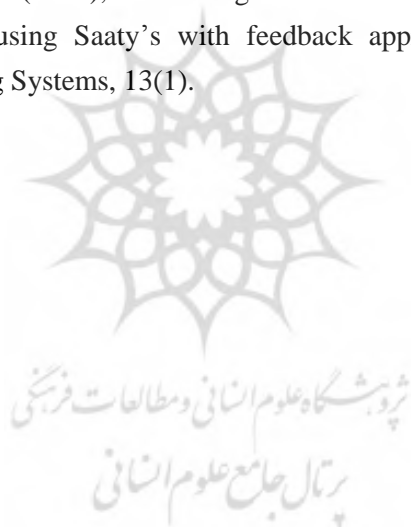 using Saaty's with feedback app
g Systems, 13(1).
پژوهشگاه علوم انسانی و مطالعات فرهنگی
پرتال جامع علوم انسانی